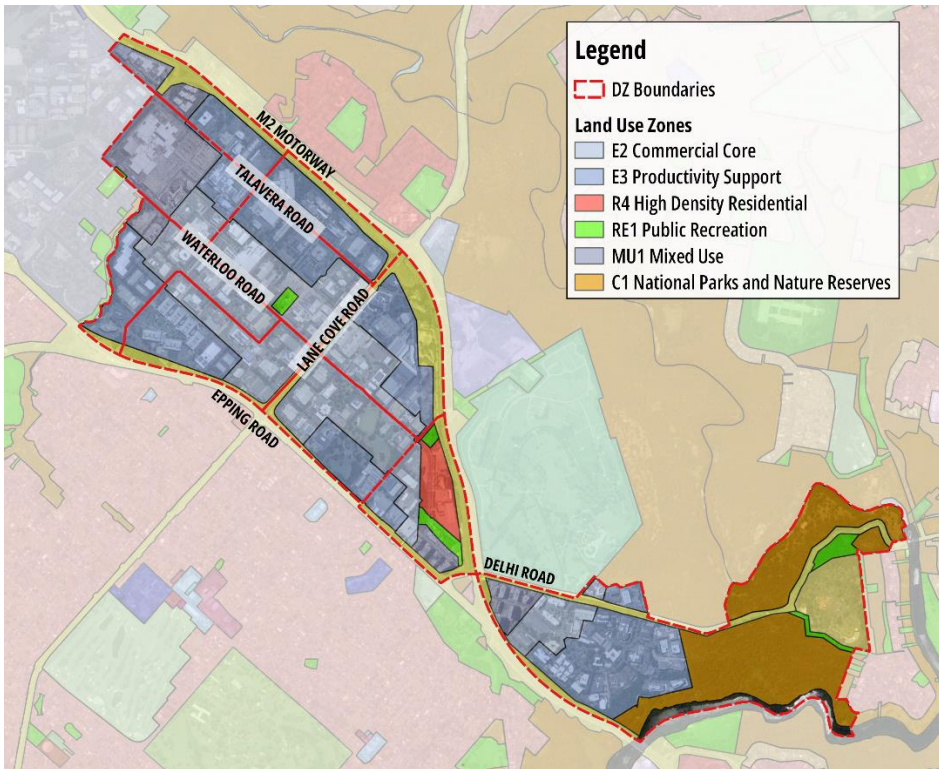 Legend
DZ Boundaries
Land Use Zones
E2 Commercial Core
E3 Productivity Support
R4 High Density Residential
RE1 Public Recreation
MU1 Mixed Use
C1 National Parks and Nature Reserves
M2 MOTORWAY
TALAVERA ROAD
WATERLOO ROAD
LANE COVE ROAD
EPPING ROAD
DELHI ROAD